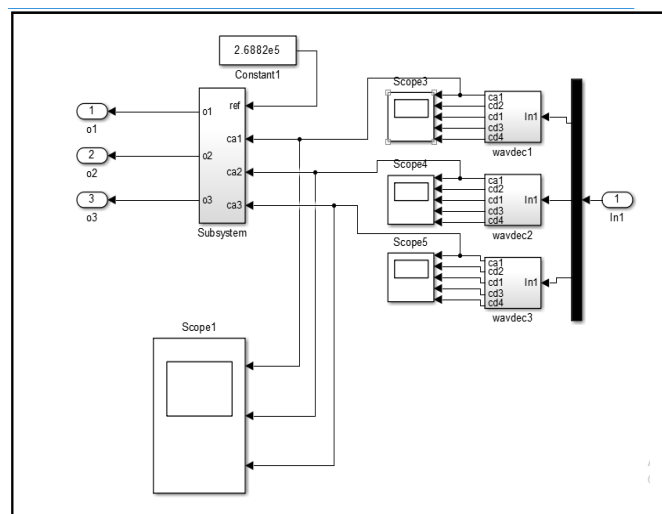 2.6882e5
Constant1
1
o1
2
o2
3
o3
o1
o2
o3
ref
ca1
ca2
ca3
Subsystem
Scope1
Scope3
ca1
cd2
cd1
cd3
cd4
In1
wavdec1
Scope4
ca1
cd2
cd1
cd3
cd4
In1
wavdec2
Scope5
ca1
cd2
cd1
cd3
cd4
In1
wavdec3
1
In1